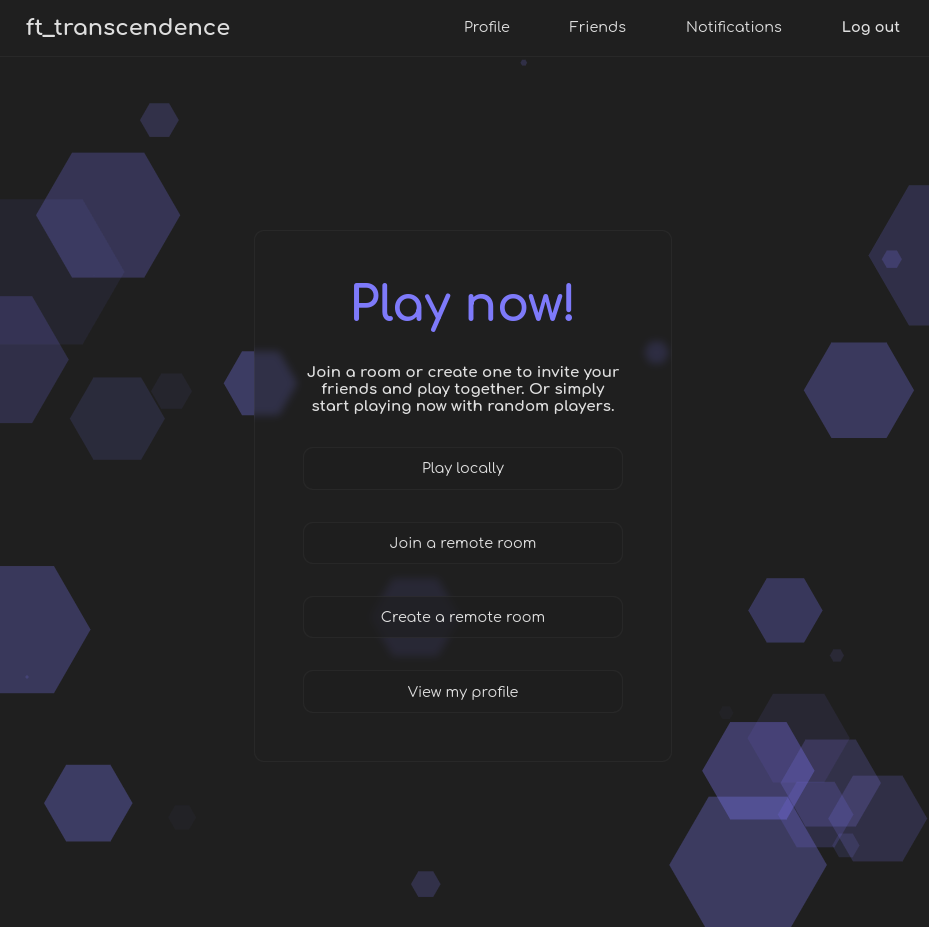 ft_transcendence
Profile
Friends
Notifications
Log out
Play now!
Join a room or create one to invite your
friends and play together. Or simply
start playing now with random players.
Play locally
Join a remote room
Create a remote room
View my profile